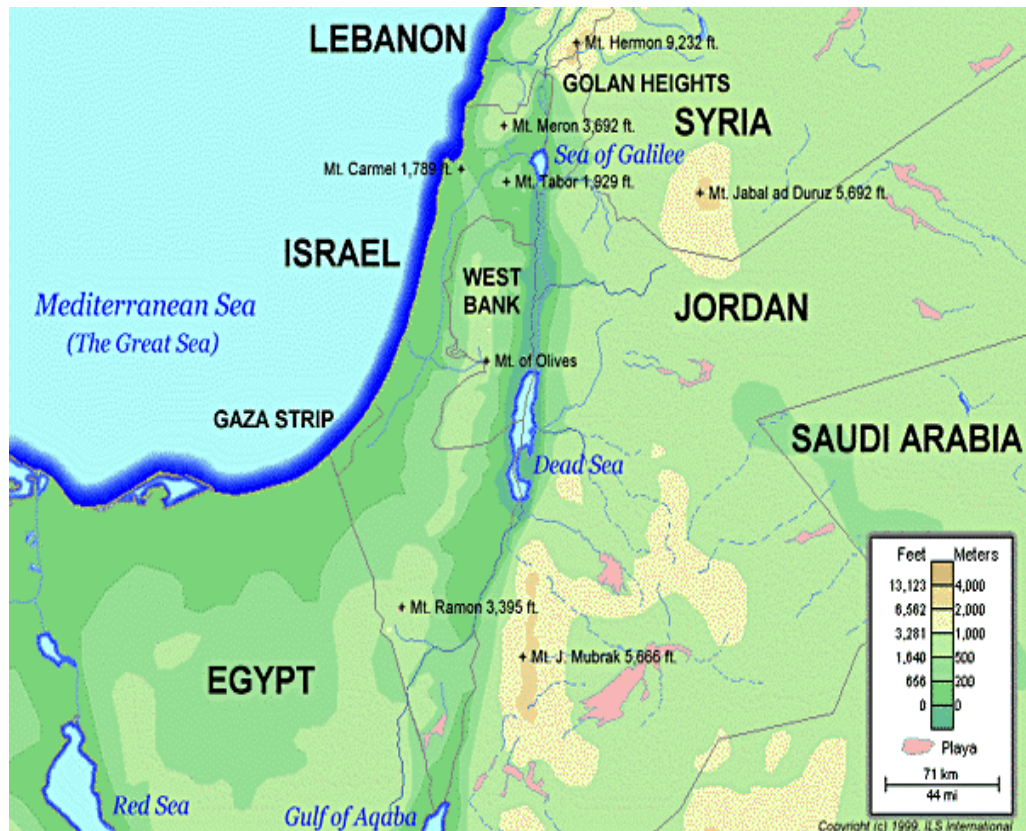 LEBANON
+ Mt. Hermon 9,232 ft.
GOLAN HEIGHTS
SYRIA
+ Mt. Meron 3,692 ft.
Sea of Galilee
Mt. Carmel 1,789 ft. +
+ Mt. Tabor 1,929 ft.
+ Mt. Jabal ad Duruz 5,692 ft.
ISRAEL
WEST
BANK
Mediterranean Sea
(The Great Sea)
JORDAN
+ Mt. of Olives
GAZA STRIP
SAUDI ARABIA
Dead Sea
+ Mt. Ramon 3,395 ft.
+ Mt. J. Mubrak 5,666 ft.
EGYPT
Red Sea
Gulf of Aqaba
Feet Meters
13,123 4,000
6,562 2,000
3,281 1,000
1,640 500
656 200
0 0
Playa
71 km
44 mi
Copyright (c) 1999, ILS International